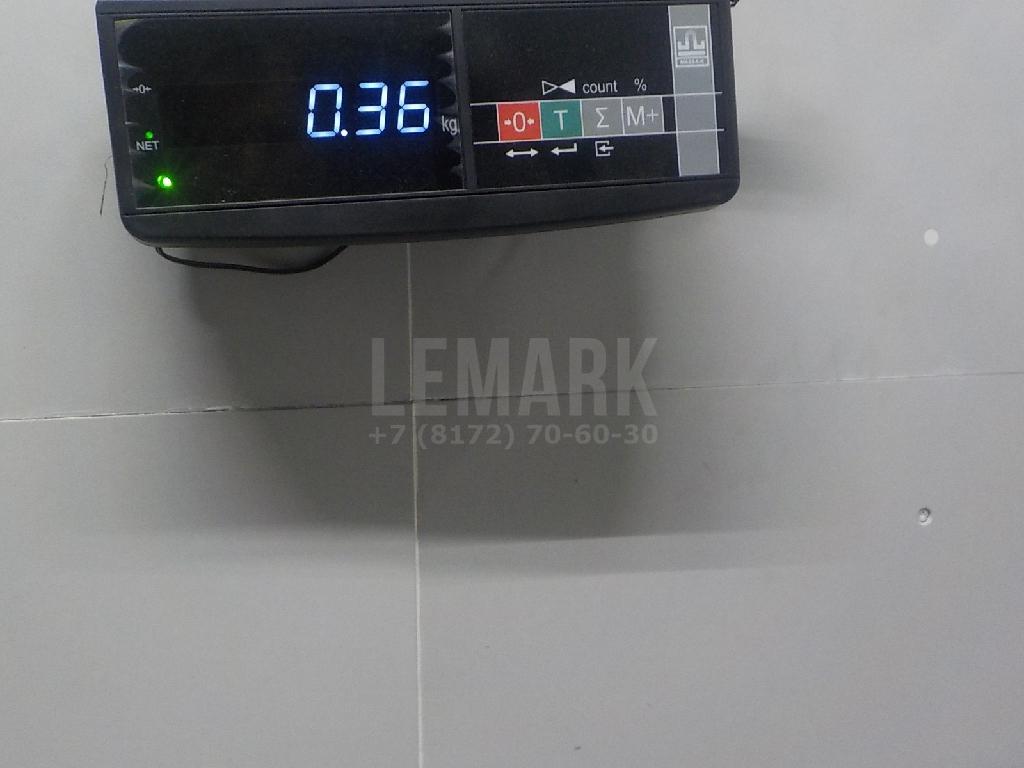 →0←
0.36 kg
NET
count %
→0← T Σ M+
LEMARK
+7 (8172) 70-60-30